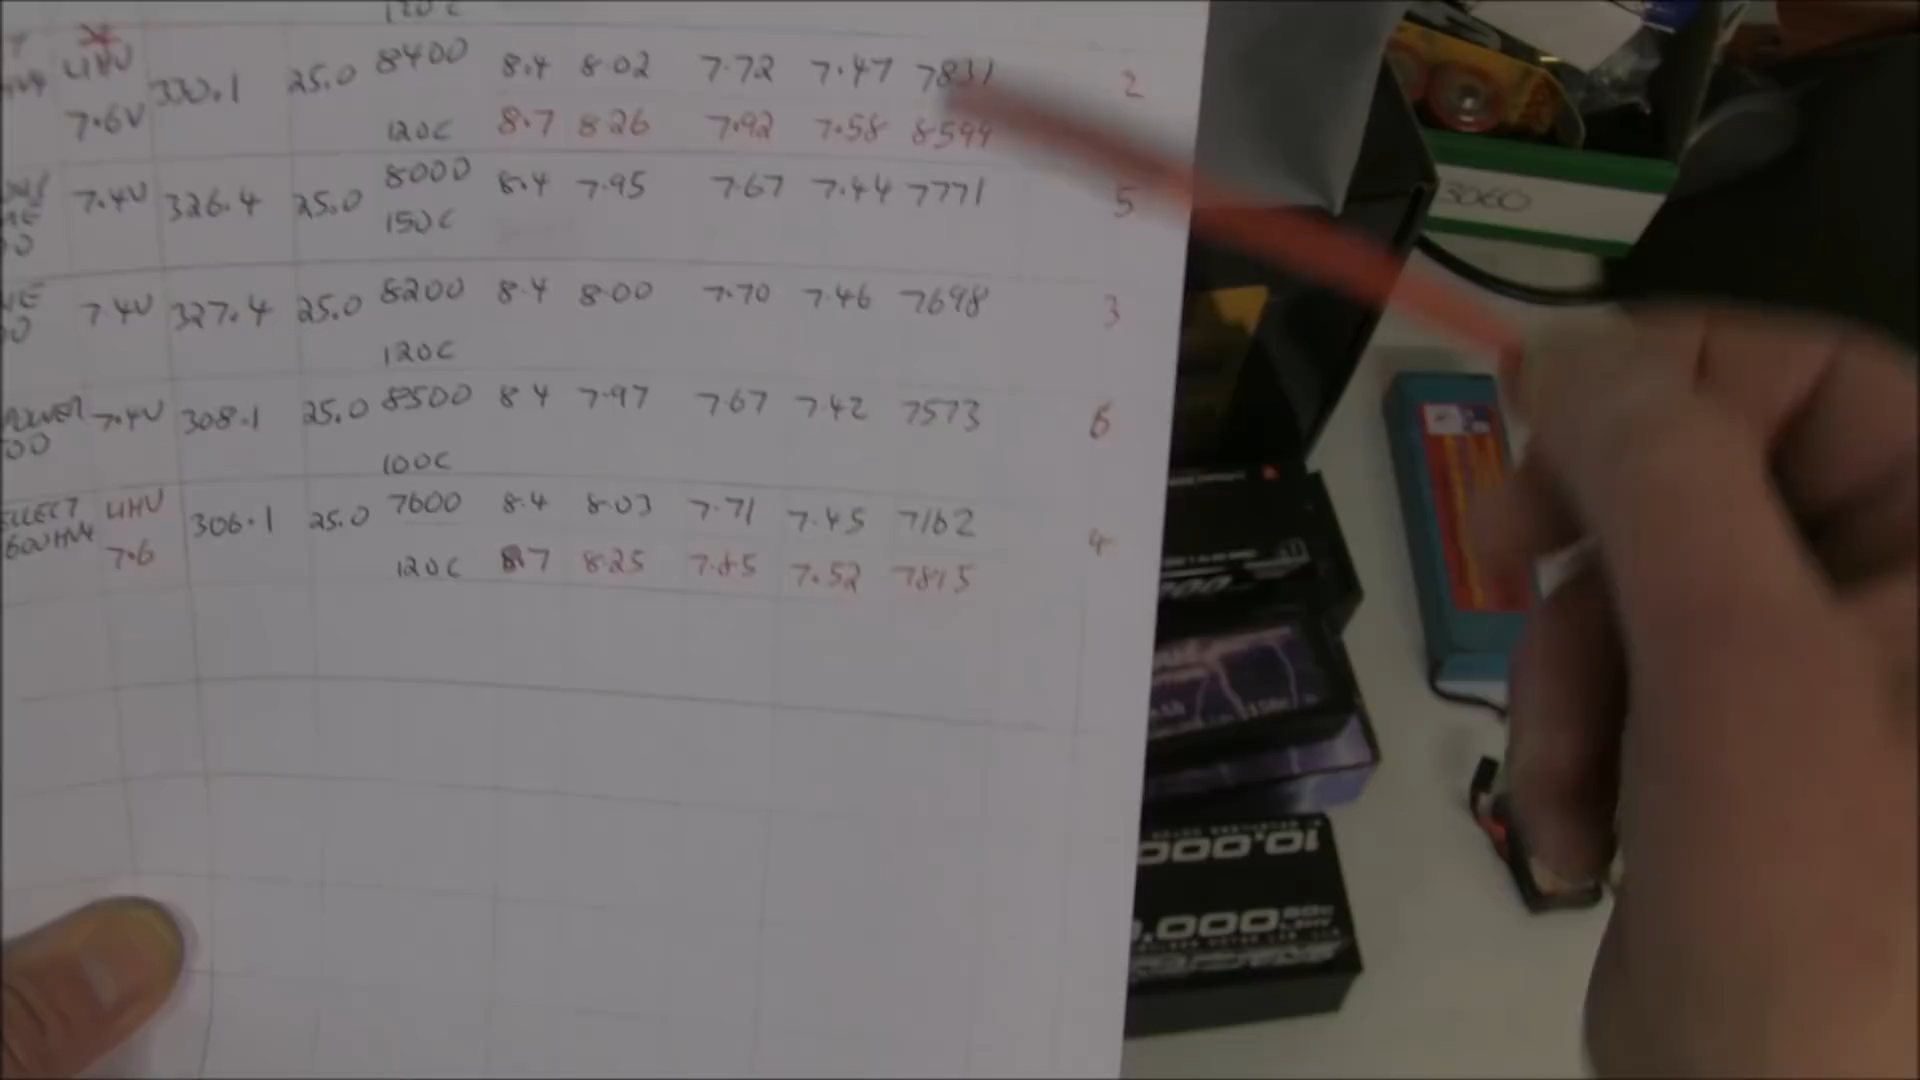 LIHV 330.1 25.0 8400 8.4 8.02 7.72 7.47 7831 2
7.6V 120C 8.7 8.26 7.92 7.58 8599
7.4V 326.4 25.0 8000 8.4 7.95 7.67 7.44 7771 5
150C
7.4V 327.4 25.0 8200 8.4 8.00 7.70 7.46 7698 3
120C
POWER 7.4V 308.1 25.0 8500 8.4 7.97 7.67 7.42 7573 6
100C
LIHV 306.1 25.0 7600 8.4 8.03 7.71 7.45 7162 4
7.6 120C 8.7 8.25 7.85 7.52 7815
3060
150C
10.000